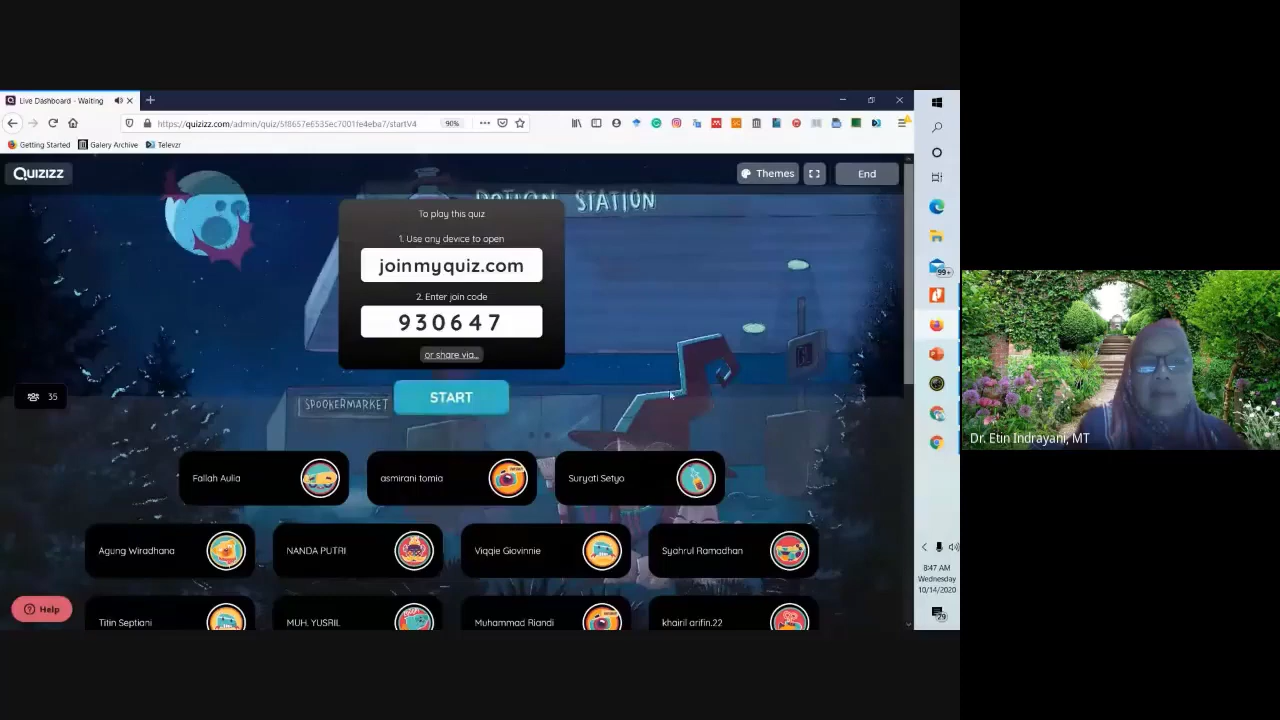 Live Dashboard - Waiting
https://quizizz.com/admin/quiz/5f8657e6535ec7001fe4eba7/startV4
90%
Getting Started
Galery Archive
Televzr
Quizizz
Themes
End
POTION STATION
To play this quiz
1. Use any device to open
joinmyquiz.com
2. Enter join code
930647
or share via...
35
START
SPOOKERMARKET
Fallah Aulia
asmirani tomia
Suryati Setyo
Agung Wiradhana
NANDA PUTRI
Viqqie Giovinnie
Syahrul Ramadhan
Help
Titin Septiani
MUH. YUSRIL
Muhammad Riandi
khairil arifin.22
99+
8:47 AM
Wednesday
10/14/2020
29
Dr. Etin Indrayani, MT